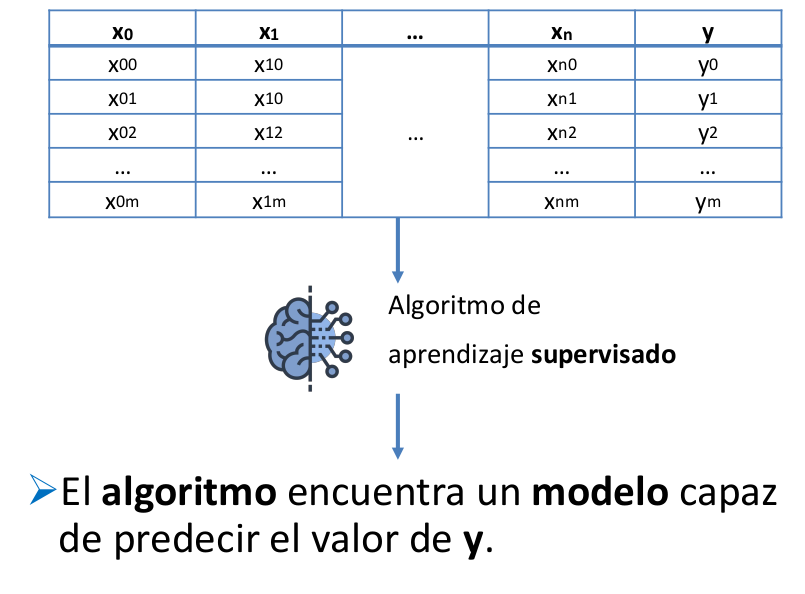 x0 x1 ... xn y
x00 x10 xn0 y0
x01 x10 xn1 y1
x02 x12 ... xn2 y2
... ... ... ...
x0m x1m xnm ym
Algoritmo de
aprendizaje supervisado
El algoritmo encuentra un modelo capaz
de predecir el valor de y.